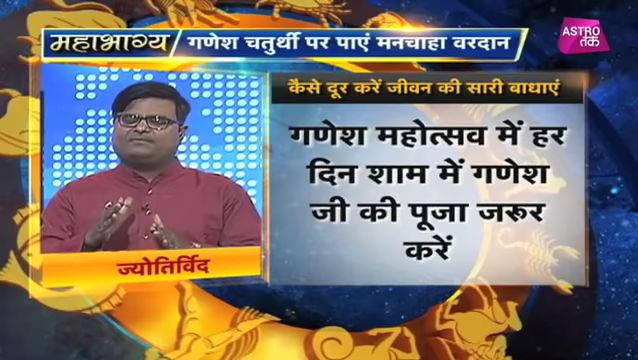 महाभाग्य
गणेश चतुर्थी पर पाएं मनचाहा वरदान
ASTRO
तक
कैसे दूर करें जीवन की सारी बाधाएं
गणेश महोत्सव में हर
दिन शाम में गणेश
जी की पूजा जरूर
करें
ज्योतिर्विद